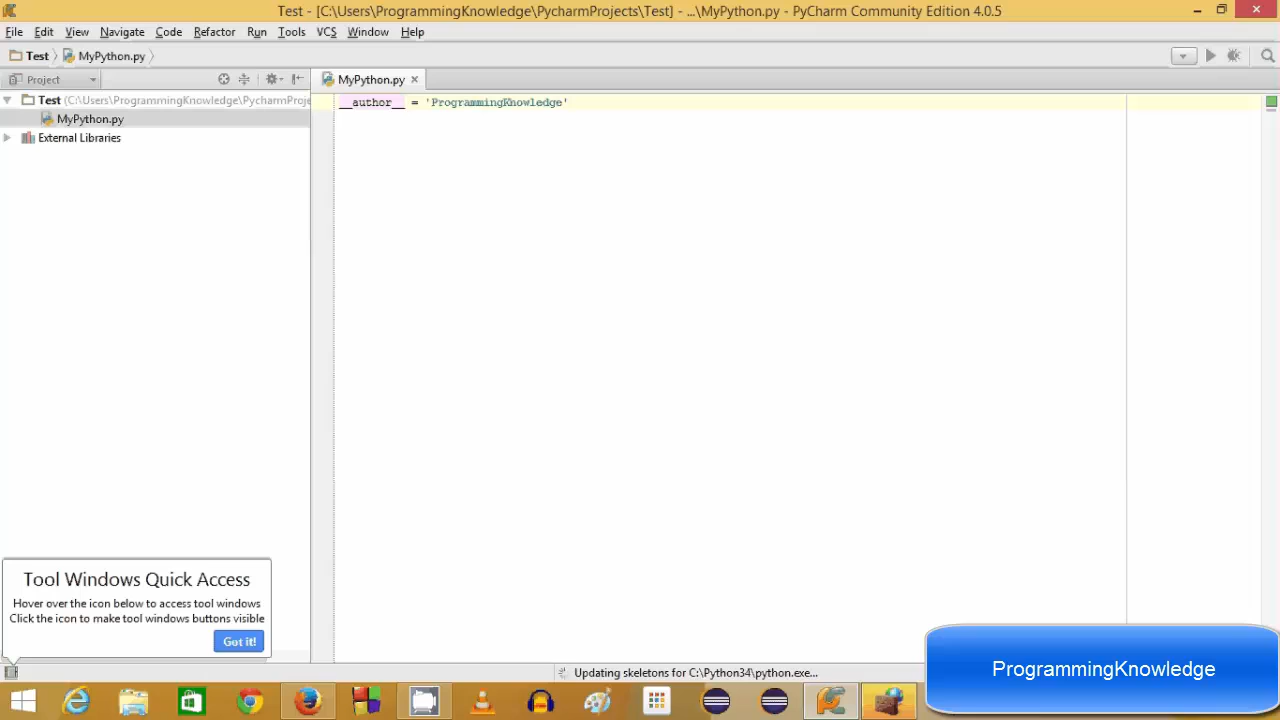 Test - [C:\Users\ProgrammingKnowledge\PycharmProjects\Test] - ...\MyPython.py - PyCharm Community Edition 4.0.5
File Edit View Navigate Code Refactor Run Tools VCS Window Help
Test MyPython.py
Project
MyPython.py
Test (C:\Users\ProgrammingKnowledge\PycharmProje
__author__ = 'ProgrammingKnowledge'
MyPython.py
External Libraries
Tool Windows Quick Access
Hover over the icon below to access tool windows
Click the icon to make tool windows buttons visible
Got it!
Updating skeletons for C:\Python34\python.exe...
ProgrammingKnowledge